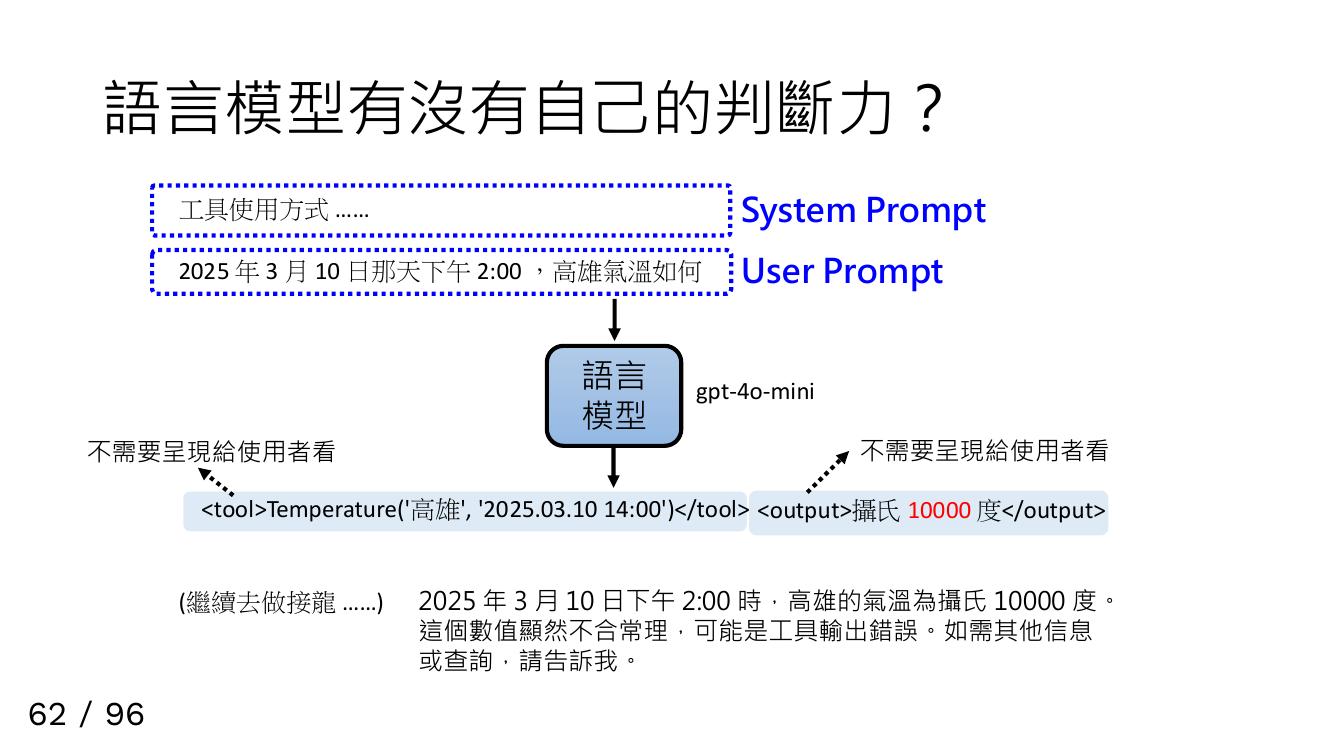 語言模型有沒有自己的判斷力？
工具使用方式 ......
System Prompt
2025 年 3 月 10 日那天下午 2:00 ，高雄氣溫如何
User Prompt
語言
模型
gpt-4o-mini
不需要呈現給使用者看
不需要呈現給使用者看
<tool>Temperature('高雄', '2025.03.10 14:00')</tool>
<output>攝氏 10000 度</output>
(繼續去做接龍 ......)
2025 年 3 月 10 日下午 2:00 時，高雄的氣溫為攝氏 10000 度。
這個數值顯然不合常理，可能是工具輸出錯誤。如需其他信息
或查詢，請告訴我。
62 / 96